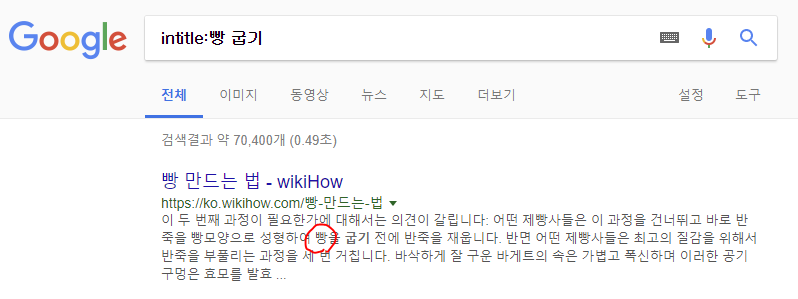 Google
intitle:빵 굽기
전체 이미지 동영상 뉴스 지도 더보기 설정 도구
검색결과 약 70,400개 (0.49초)
빵 만드는 법 - wikiHow
https://ko.wikihow.com/빵-만드는-법
이 두 번째 과정이 필요한가에 대해서는 의견이 갈립니다: 어떤 제빵사들은 이 과정을 건너뛰고 바로 반
죽을 빵모양으로 성형하여 빵을 굽기 전에 반죽을 재웁니다. 반면 어떤 제빵사들은 최고의 질감을 위해서
반죽을 부풀리는 과정을 세 번 거칩니다. 바삭하게 잘 구운 바게트의 속은 가볍고 폭신하며 이러한 공기
구멍은 효모를 발효 ...